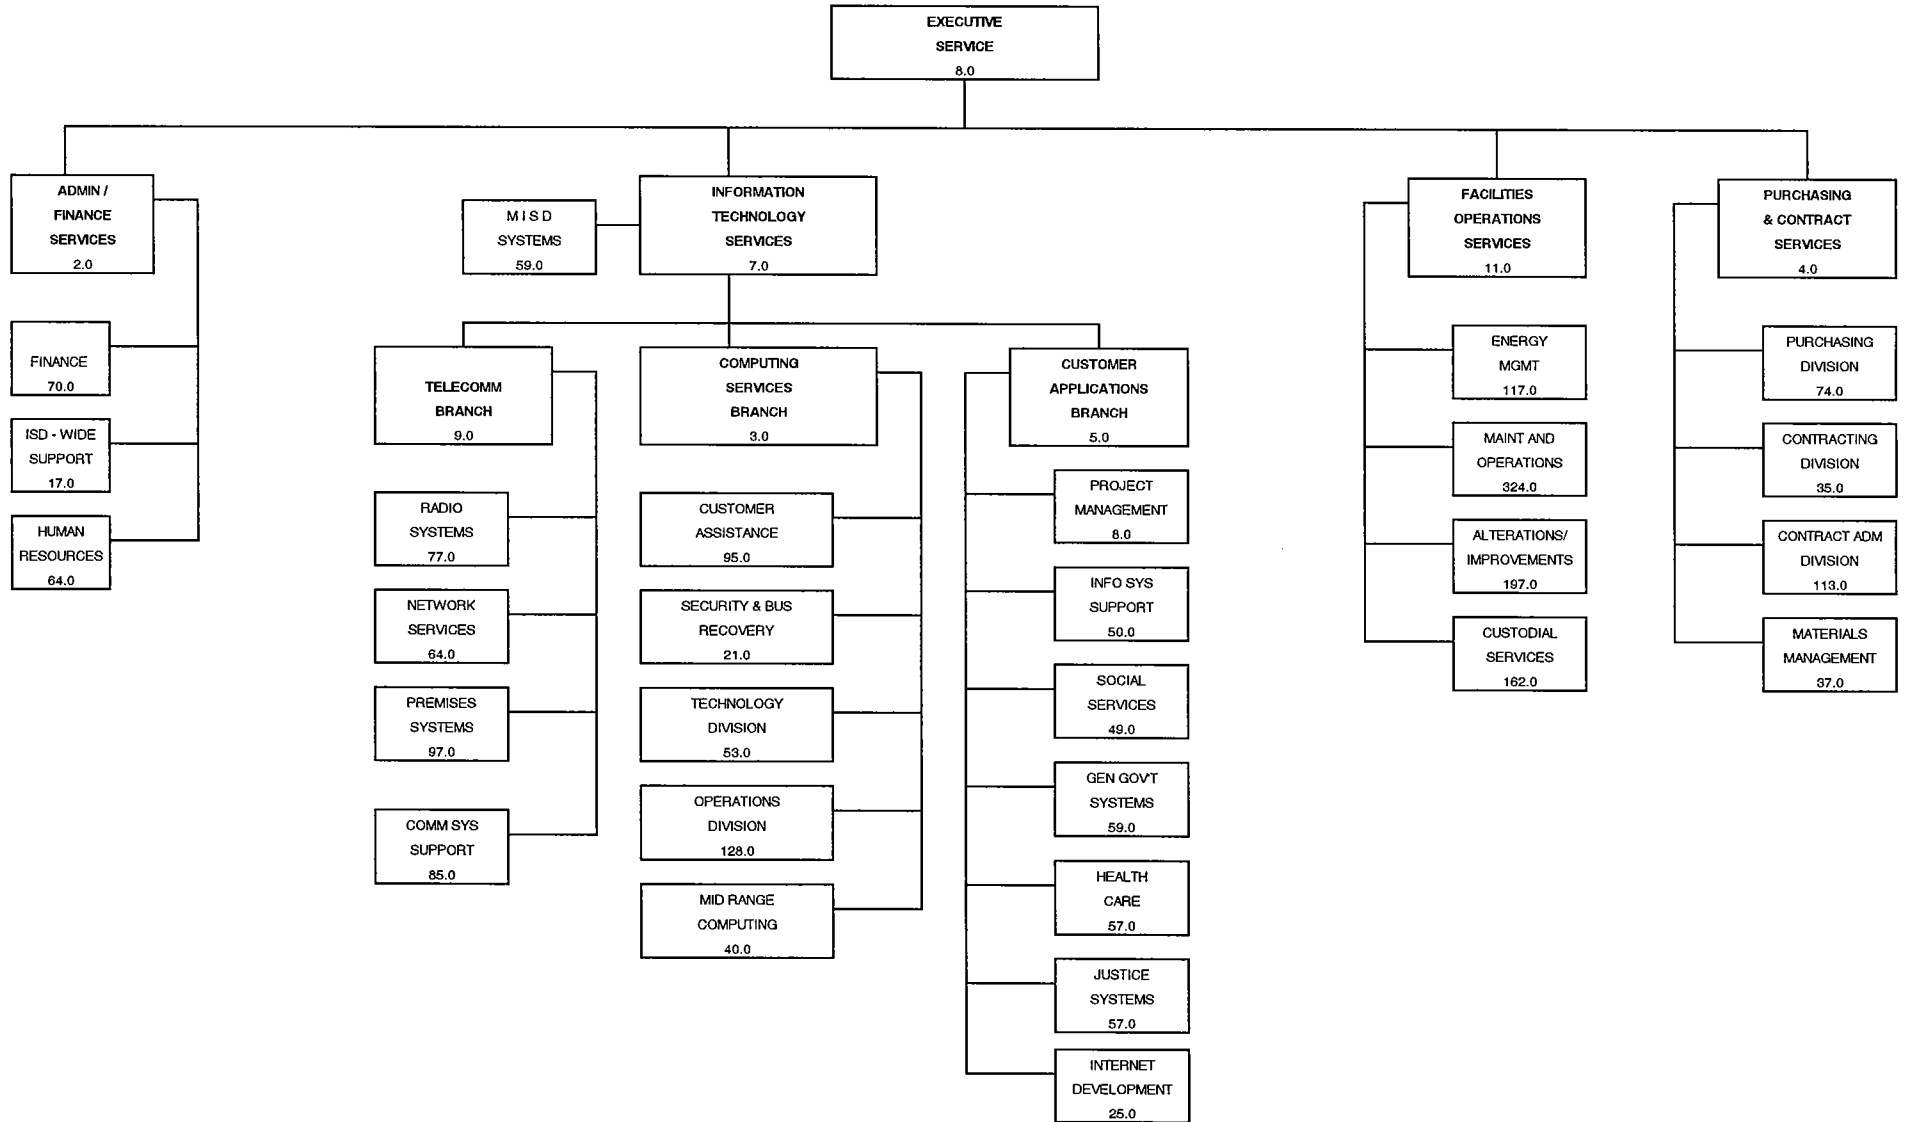 EXECUTIVE
SERVICE
8.0
ADMIN /
FINANCE
SERVICES
2.0
FINANCE
70.0
ISD - WIDE
SUPPORT
17.0
HUMAN
RESOURCES
64.0
M I S D
SYSTEMS
59.0
INFORMATION
TECHNOLOGY
SERVICES
7.0
TELECOMM
BRANCH
9.0
RADIO
SYSTEMS
77.0
NETWORK
SERVICES
64.0
PREMISES
SYSTEMS
97.0
COMM SYS
SUPPORT
85.0
COMPUTING
SERVICES
BRANCH
3.0
CUSTOMER
ASSISTANCE
95.0
SECURITY & BUS
RECOVERY
21.0
TECHNOLOGY
DIVISION
53.0
OPERATIONS
DIVISION
128.0
MID RANGE
COMPUTING
40.0
CUSTOMER
APPLICATIONS
BRANCH
5.0
PROJECT
MANAGEMENT
8.0
INFO SYS
SUPPORT
50.0
SOCIAL
SERVICES
49.0
GEN GOV'T
SYSTEMS
59.0
HEALTH
CARE
57.0
JUSTICE
SYSTEMS
57.0
INTERNET
DEVELOPMENT
25.0
FACILITIES
OPERATIONS
SERVICES
11.0
ENERGY
MGMT
117.0
MAINT AND
OPERATIONS
324.0
ALTERATIONS/
IMPROVEMENTS
197.0
CUSTODIAL
SERVICES
162.0
PURCHASING
& CONTRACT
SERVICES
4.0
PURCHASING
DIVISION
74.0
CONTRACTING
DIVISION
35.0
CONTRACT ADM
DIVISION
113.0
MATERIALS
MANAGEMENT
37.0